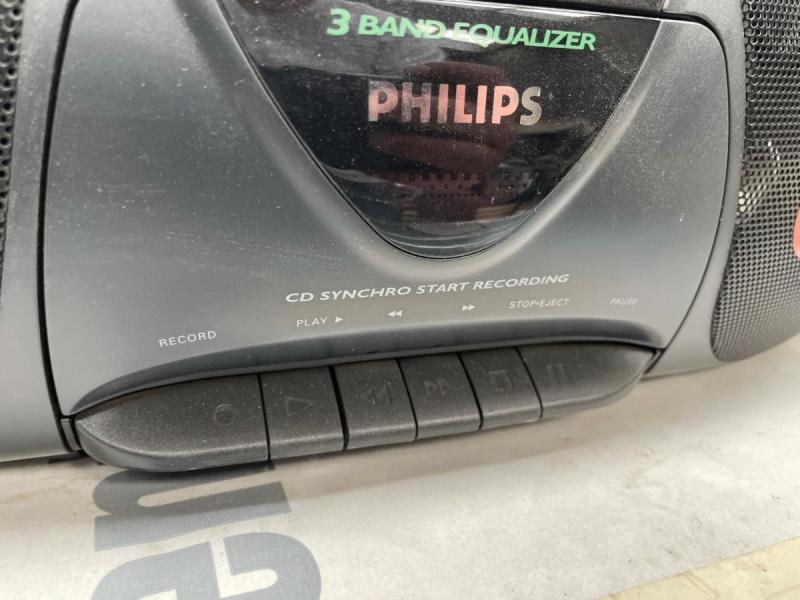 3 BAND EQUALIZER
PHILIPS
CD SYNCHRO START RECORDING
RECORD PLAY ▶ ◀◀ ▶▶ STOP•EJECT PAUSE